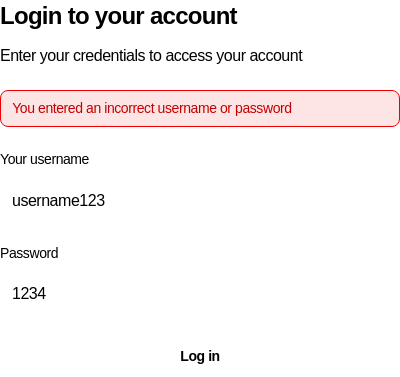 Login to your account
Enter your credentials to access your account
You entered an incorrect username or password
Your username
username123
Password
1234
Log in